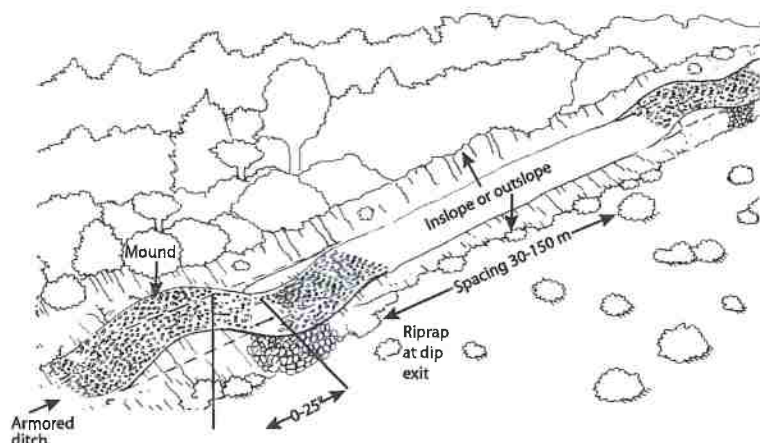 Mound
Inslope or outslope
Spacing 30-150 m
Riprap
at dip
exit
0-25°
Armored
ditch